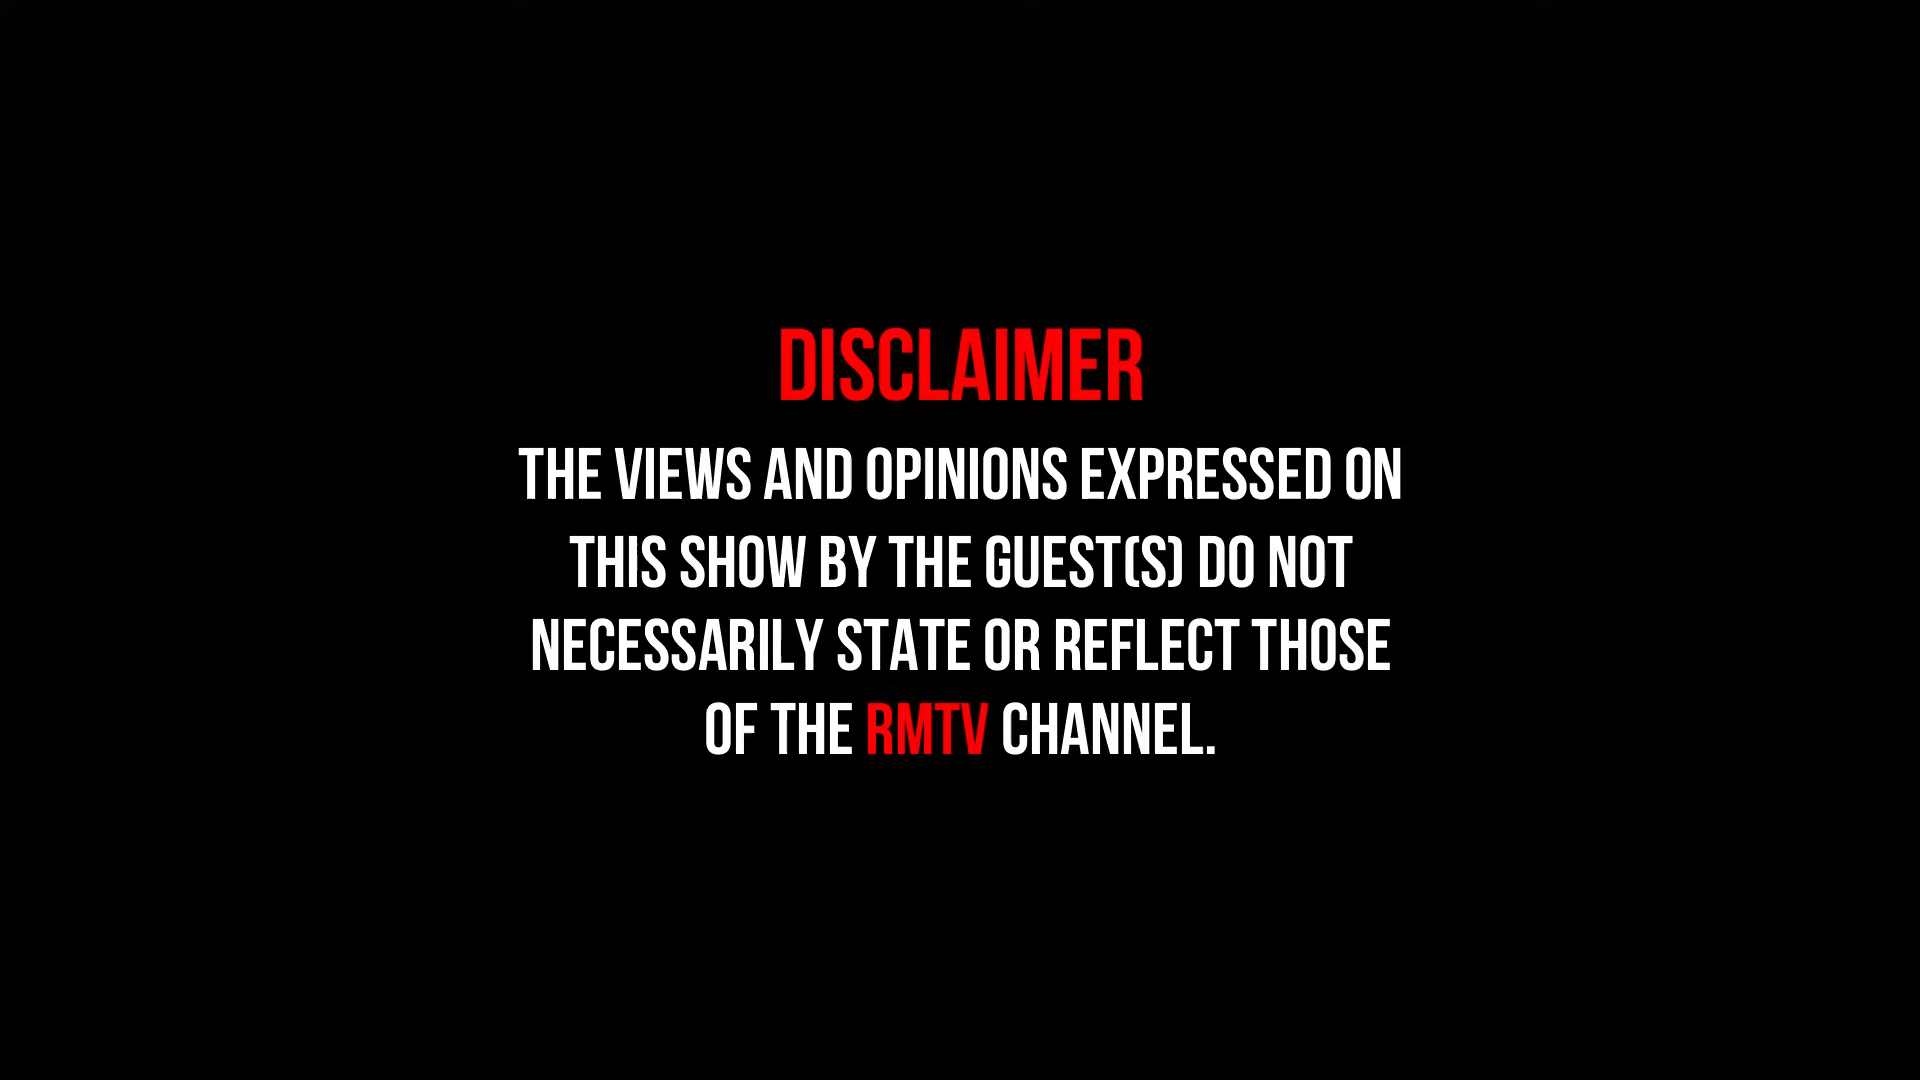 DISCLAIMER
THE VIEWS AND OPINIONS EXPRESSED ON
THIS SHOW BY THE GUEST(S) DO NOT
NECESSARILY STATE OR REFLECT THOSE
OF THE RMTV CHANNEL.